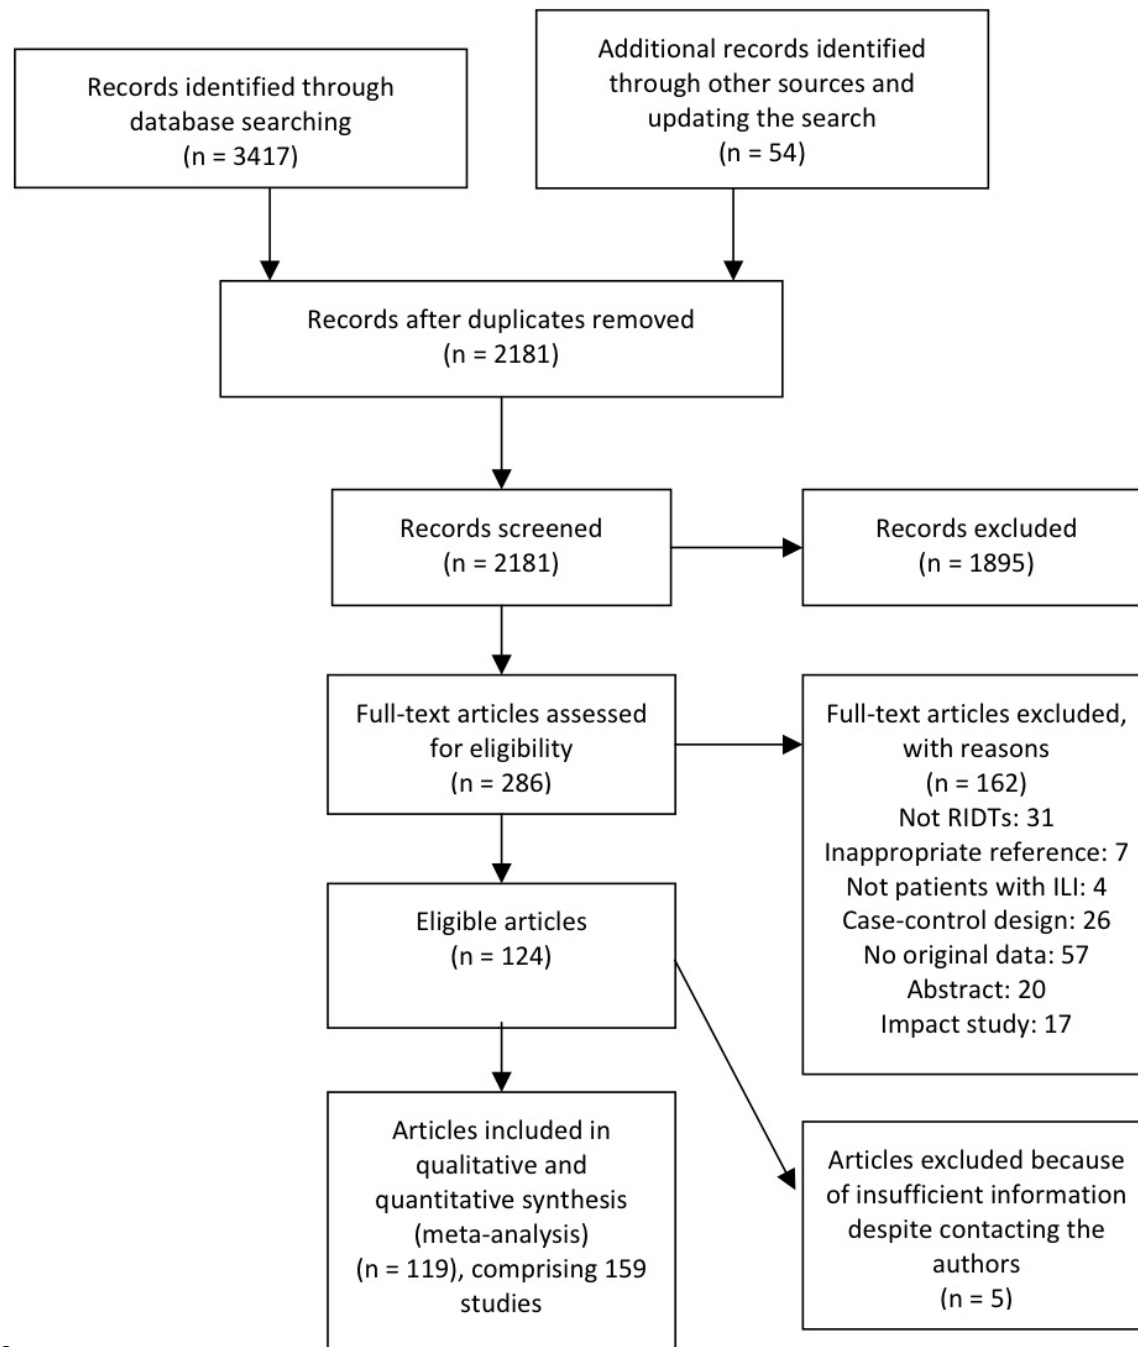 Records identified through
database searching
(n = 3417)
Additional records identified
through other sources and
updating the search
(n = 54)
Records after duplicates removed
(n = 2181)
Records screened
(n = 2181)
Records excluded
(n = 1895)
Full-text articles assessed
for eligibility
(n = 286)
Full-text articles excluded,
with reasons
(n = 162)
Not RIDTs: 31
Inappropriate reference: 7
Not patients with ILI: 4
Case-control design: 26
No original data: 57
Abstract: 20
Impact study: 17
Eligible articles
(n = 124)
Articles included in
qualitative and
quantitative synthesis
(meta-analysis)
(n = 119), comprising 159
studies
Articles excluded because
of insufficient information
despite contacting the
authors
(n = 5)